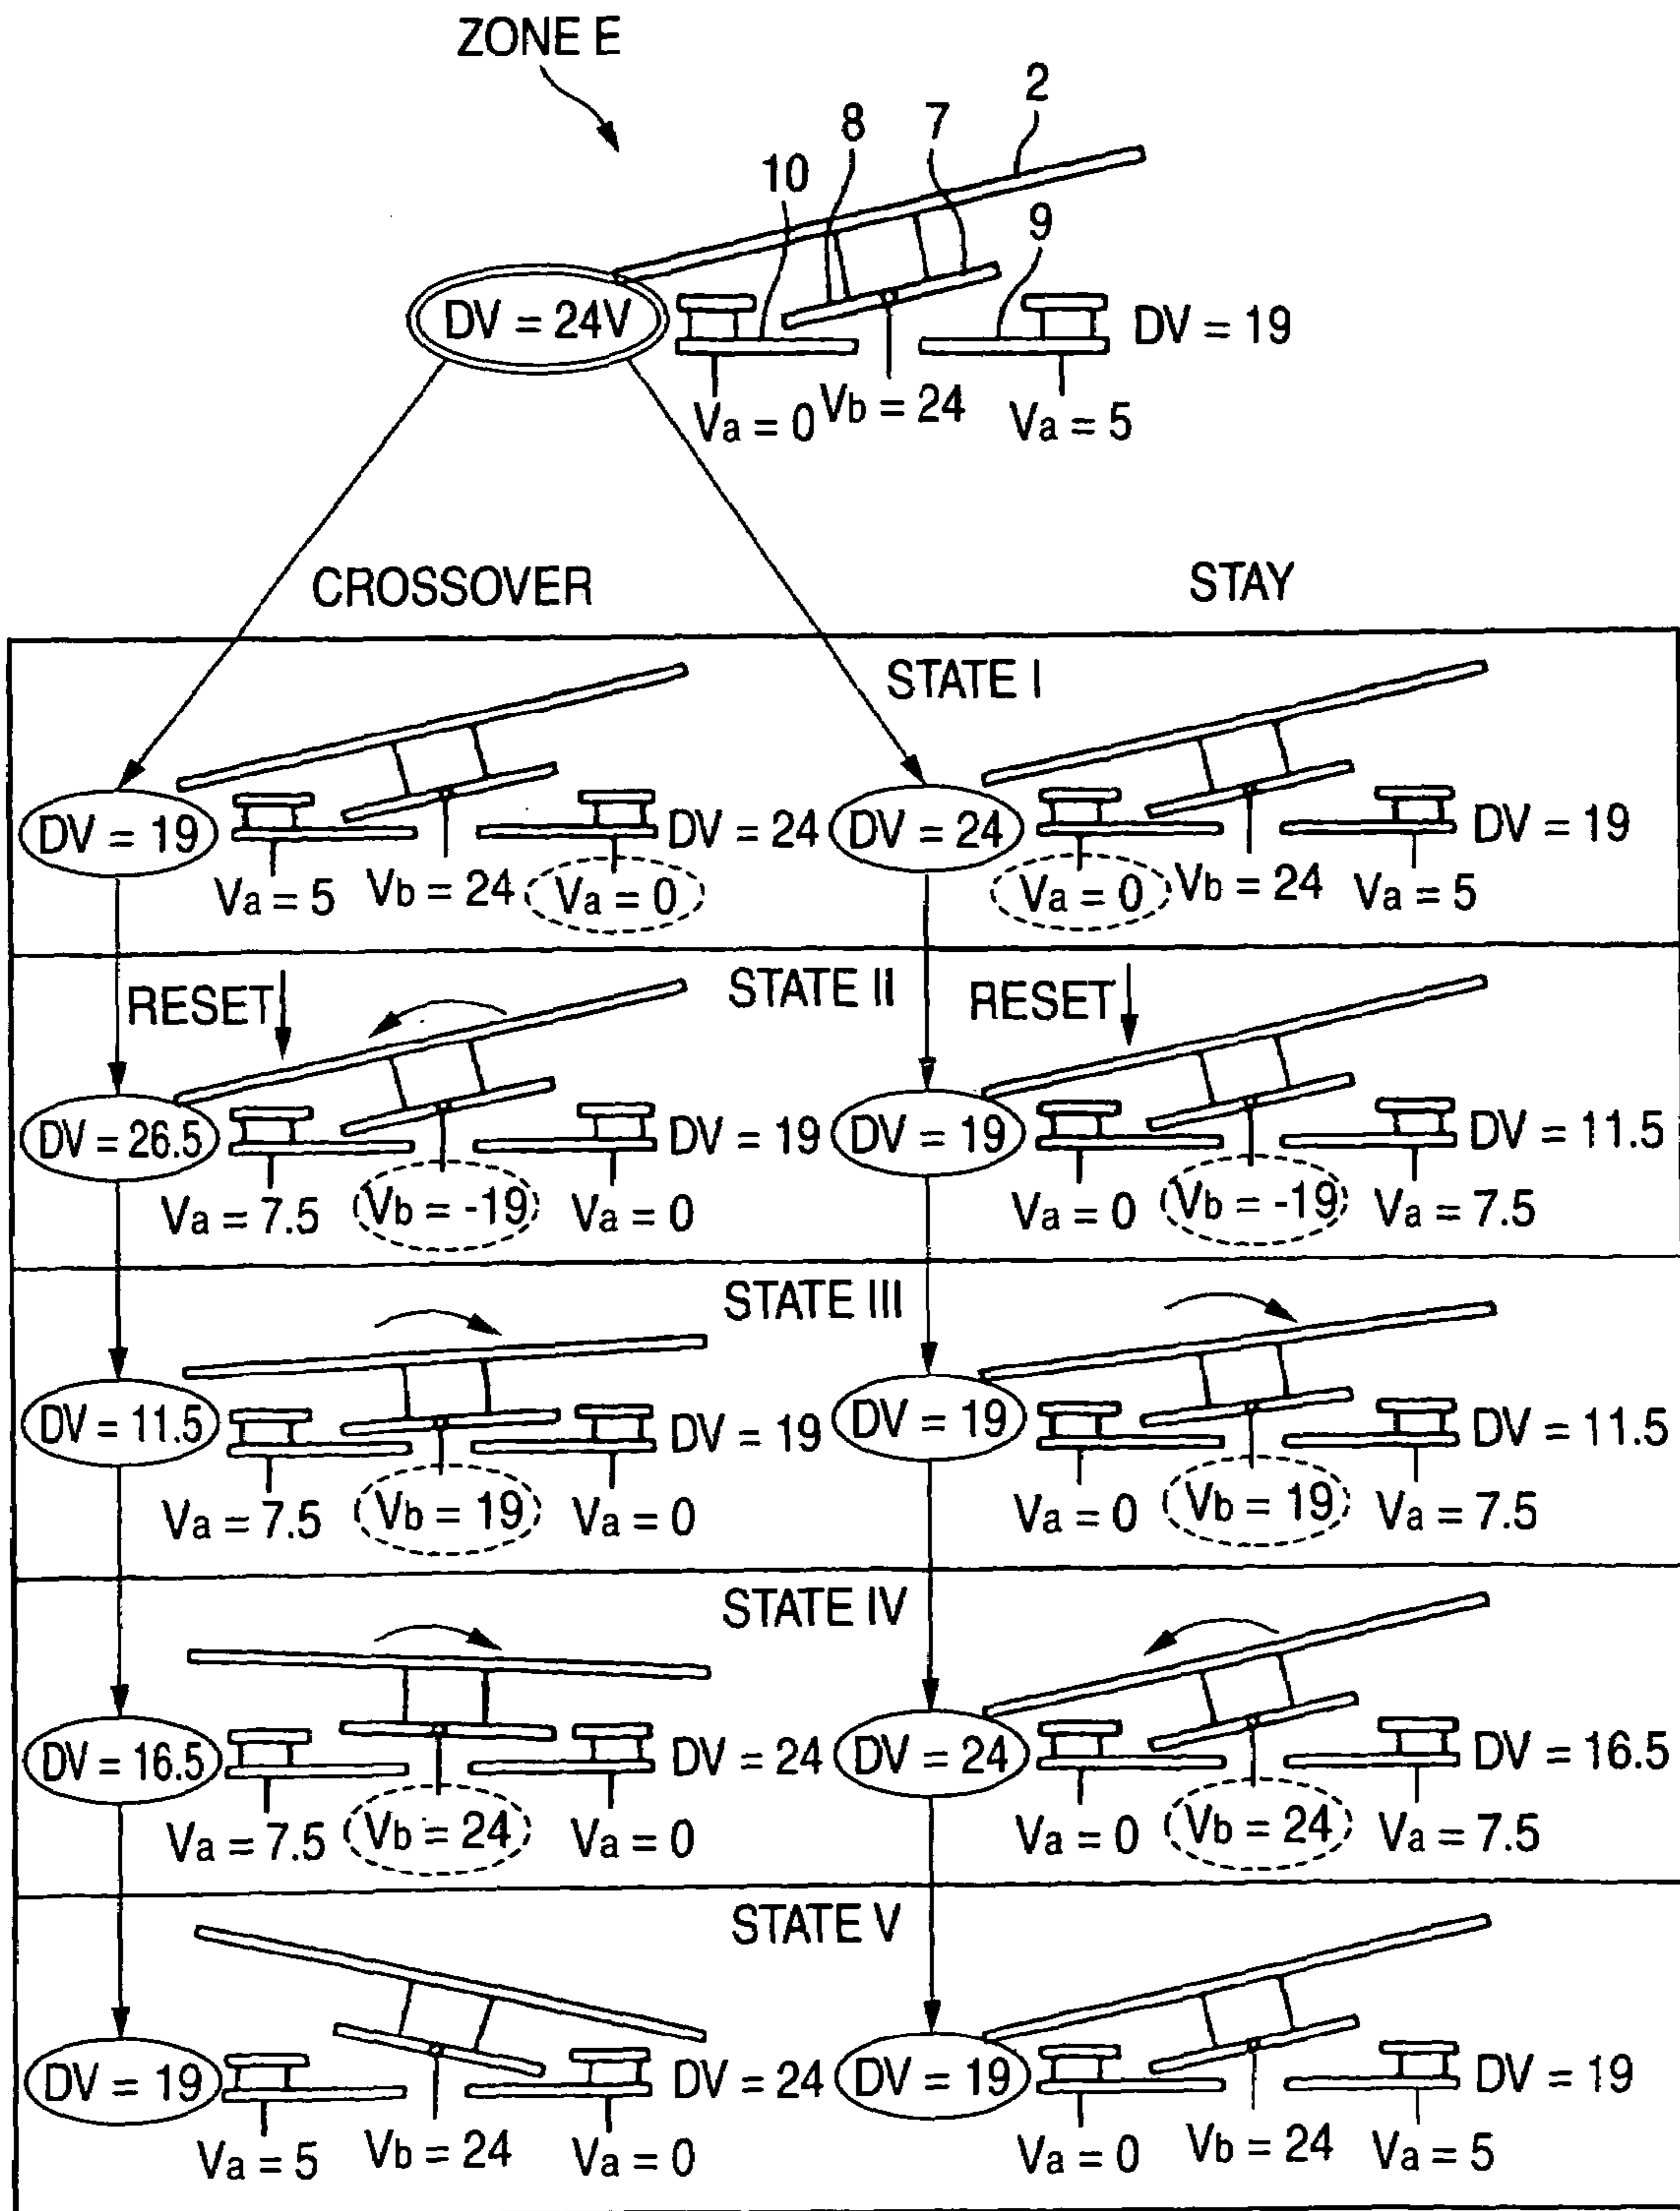 ZONE E
2
8
7
10
9
DV = 24V
DV = 19
Va = 0
Vb = 24
Va = 5
CROSSOVER
STAY
STATE I
DV = 19
DV = 24
DV = 24
DV = 19
Va = 5
Vb = 24
Va = 0
Va = 0
Vb = 24
Va = 5
STATE II
RESET
RESET
DV = 26.5
DV = 19
DV = 19
DV = 11.5
Va = 7.5
Vb = -19
Va = 0
Va = 0
Vb = -19
Va = 7.5
STATE III
DV = 11.5
DV = 19
DV = 19
DV = 11.5
Va = 7.5
Vb = 19
Va = 0
Va = 0
Vb = 19
Va = 7.5
STATE IV
DV = 16.5
DV = 24
DV = 24
DV = 16.5
Va = 7.5
Vb = 24
Va = 0
Va = 0
Vb = 24
Va = 7.5
STATE V
DV = 19
DV = 24
DV = 19
DV = 19
Va = 5
Vb = 24
Va = 0
Va = 0
Vb = 24
Va = 5